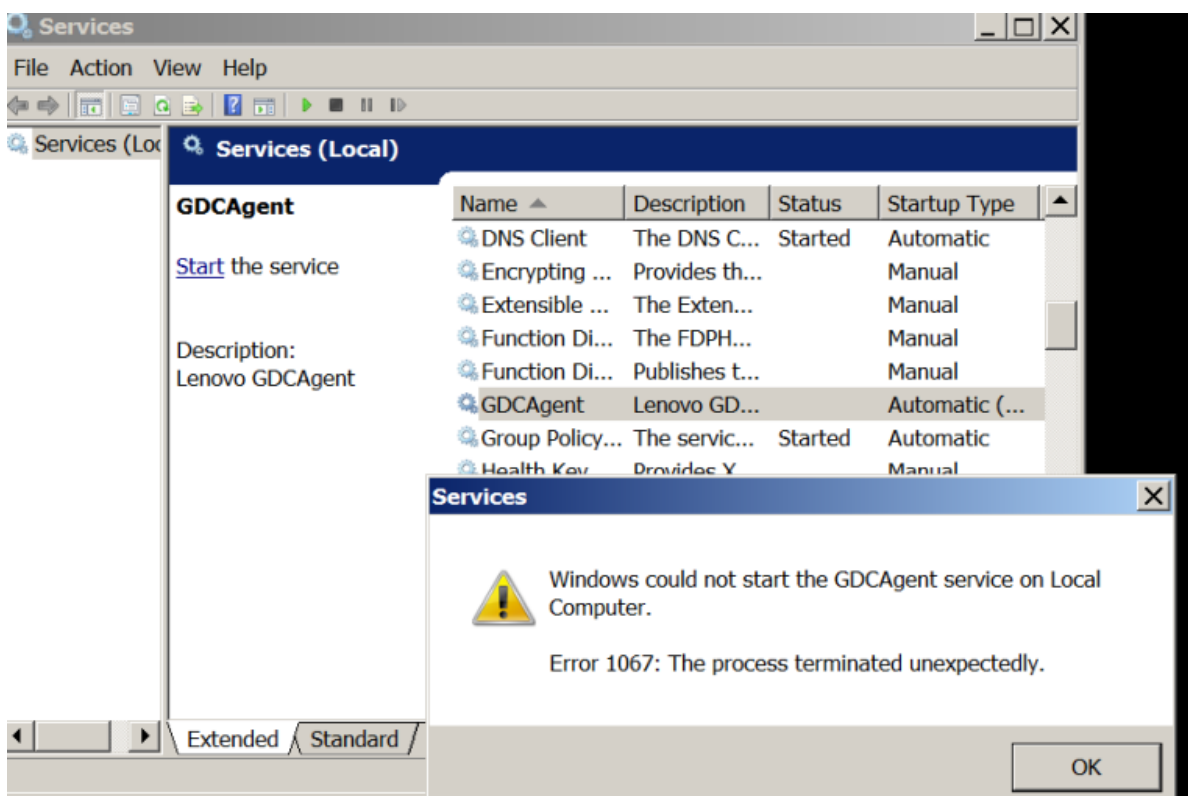 Services
File Action View Help
Services (Loc
Services (Local)
GDCAgent
Start the service
Description:
Lenovo GDCAgent
Name Description Status Startup Type
DNS Client The DNS C... Started Automatic
Encrypting ... Provides th... Manual
Extensible ... The Exten... Manual
Function Di... The FDPH... Manual
Function Di... Publishes t... Manual
GDCAgent Lenovo GD... Automatic (...
Group Policy... The servic... Started Automatic
Health Key Provides X Manual
Services
Windows could not start the GDCAgent service on Local
Computer.
Error 1067: The process terminated unexpectedly.
OK
Extended Standard